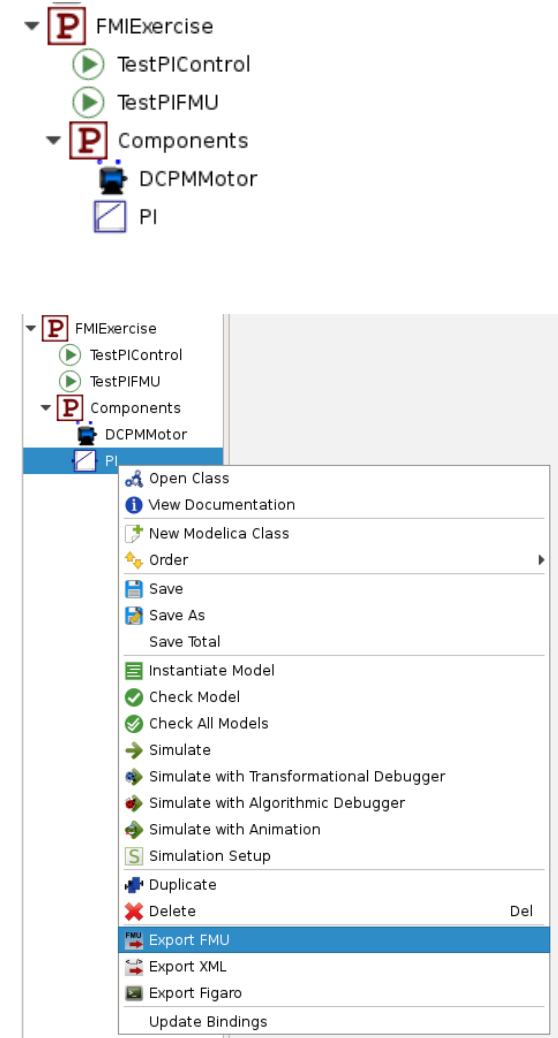 P FMIExercise
TestPIControl
TestPIFMU
P Components
DCPMMotor
PI
P FMIExercise
TestPIControl
TestPIFMU
P Components
DCPMMotor
PI
Open Class
View Documentation
New Modelica Class
Order
Save
Save As
Save Total
Instantiate Model
Check Model
Check All Models
Simulate
Simulate with Transformational Debugger
Simulate with Algorithmic Debugger
Simulate with Animation
S Simulation Setup
Duplicate
Delete Del
FMU Export FMU
Export XML
Export Figaro
Update Bindings